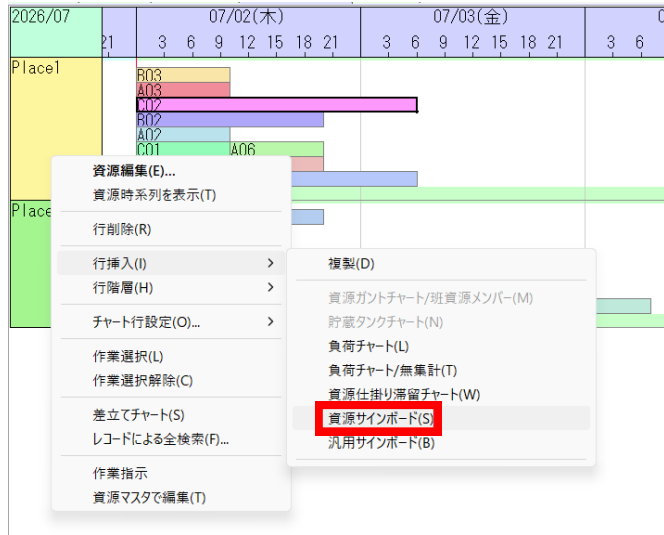 2026/07 07/02(木) 07/03(金)
21 3 6 9 12 15 18 21 3 6 9 12 15 18 21 3 6
Place1
B03
A03
C02
B02
A02
C01 A06
Place
資源編集(E)...
資源時系列を表示(T)
行削除(R)
行挿入(I)
行階層(H)
チャート行設定(O)...
作業選択(L)
作業選択解除(C)
差立てチャート(S)
レコードによる全検索(F)...
作業指示
資源マスタで編集(T)
複製(D)
資源ガントチャート/班資源メンバー(M)
貯蔵タンクチャート(N)
負荷チャート(L)
負荷チャート/無集計(T)
資源仕掛り滞留チャート(W)
資源サインボード(S)
汎用サインボード(B)